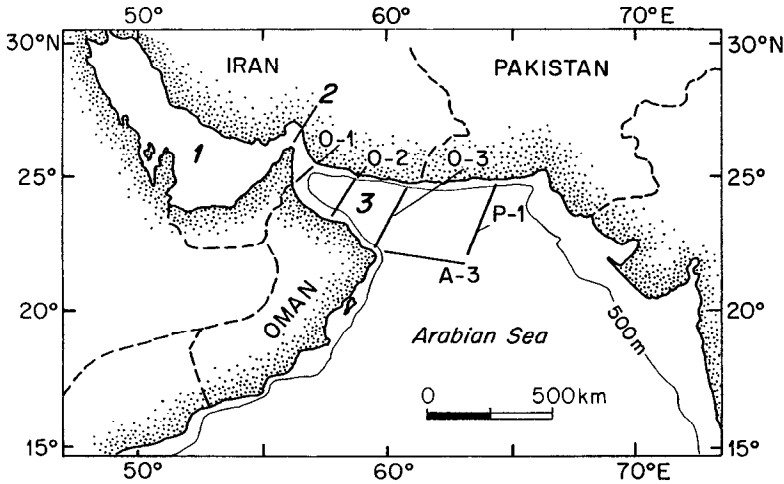 50° 60° 70°E
30°N 30°N
IRAN PAKISTAN
2
O-1
1 O-2 O-3
25° 25°
3
P-1
A-3
20° OMAN 20°
Arabian Sea 500m
0 500km
15° 15°
50° 60° 70°E